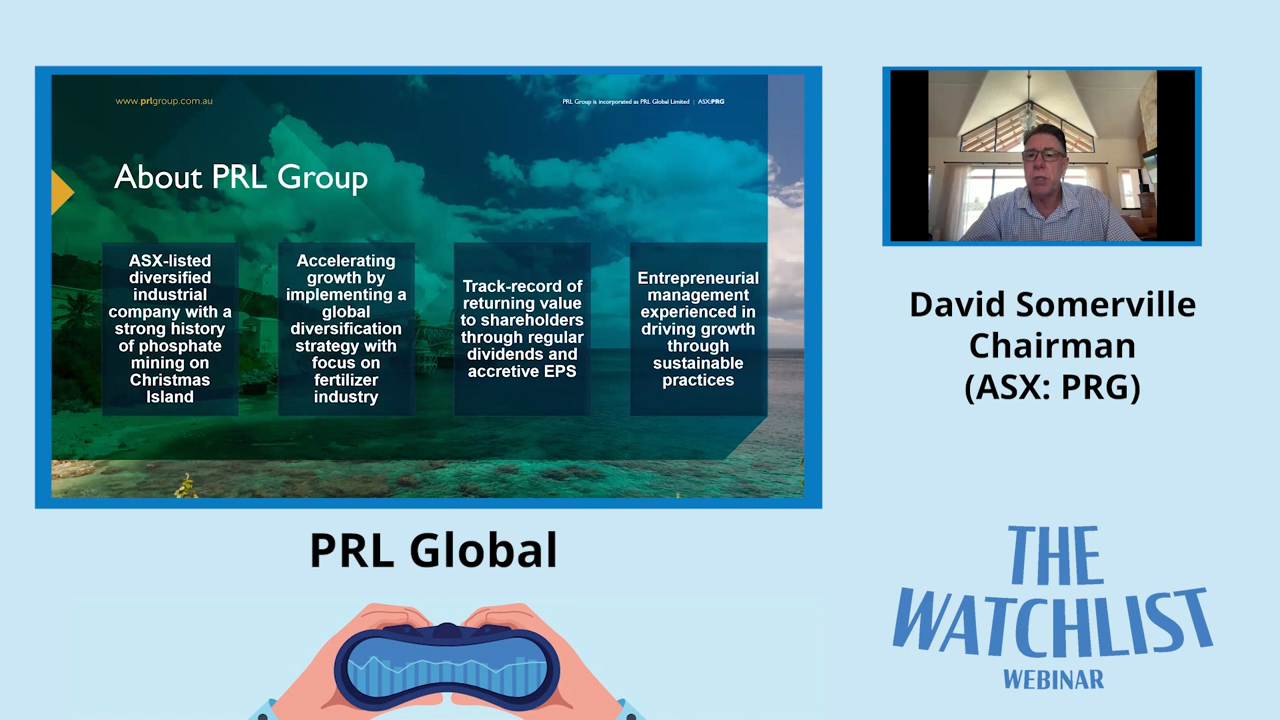 www.prlgroup.com.au
PRL Group is incorporated as PRL Global Limited | ASX:PRG
About PRL Group
ASX-listed
diversified
industrial
company with a
strong history
of phosphate
mining on
Christmas
Island
Accelerating
growth by
implementing a
global
diversification
strategy with
focus on
fertilizer
industry
Track-record of
returning value
to shareholders
through regular
dividends and
accretive EPS
Entrepreneurial
management
experienced in
driving growth
through
sustainable
practices
David Somerville
Chairman
(ASX: PRG)
PRL Global
THE
WATCHLIST
WEBINAR